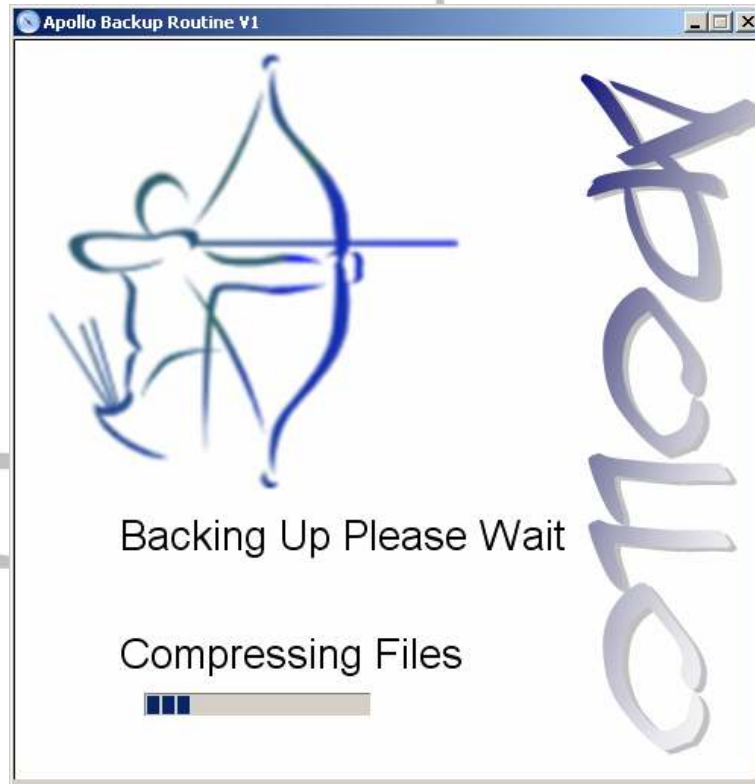 Apollo Backup Routine V1
Apollo
Backing Up Please Wait
Compressing Files